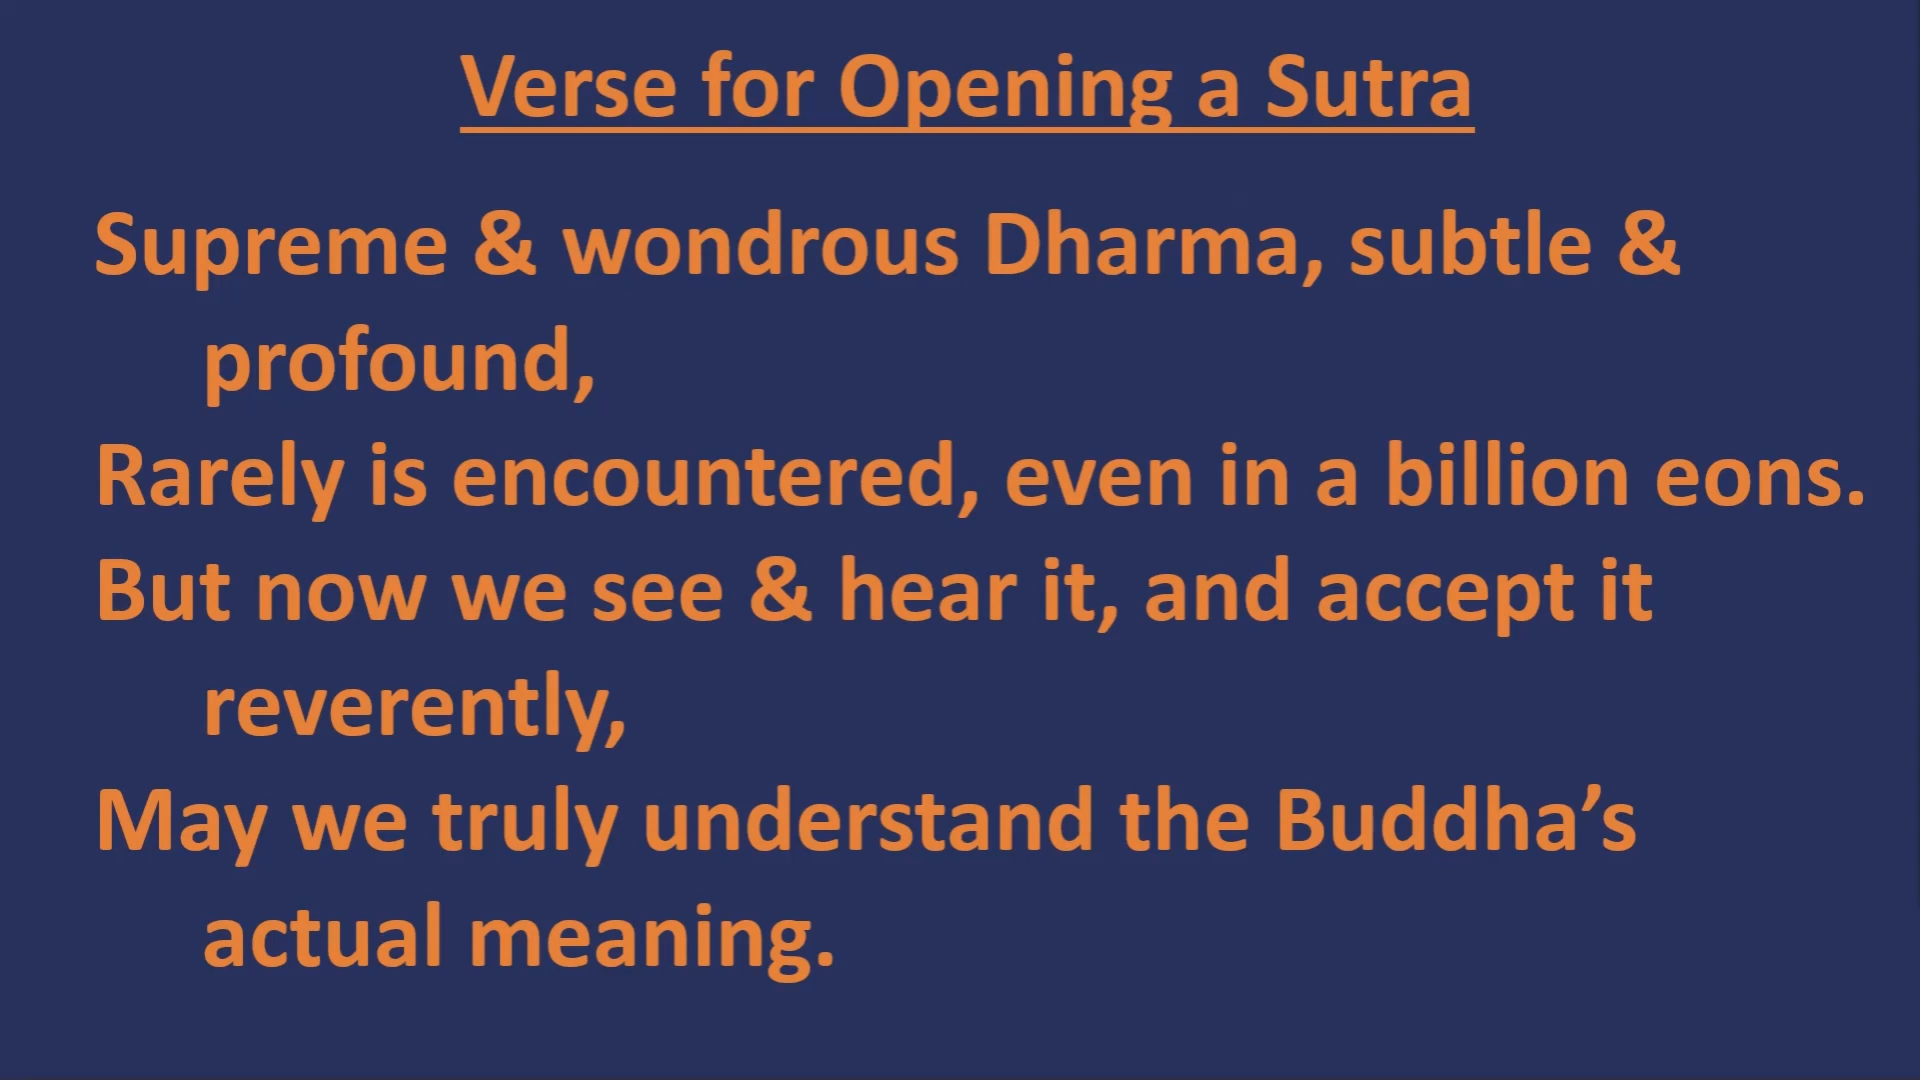 Verse for Opening a Sutra
Supreme & wondrous Dharma, subtle &
profound,
Rarely is encountered, even in a billion eons.
But now we see & hear it, and accept it
reverently,
May we truly understand the Buddha’s
actual meaning.